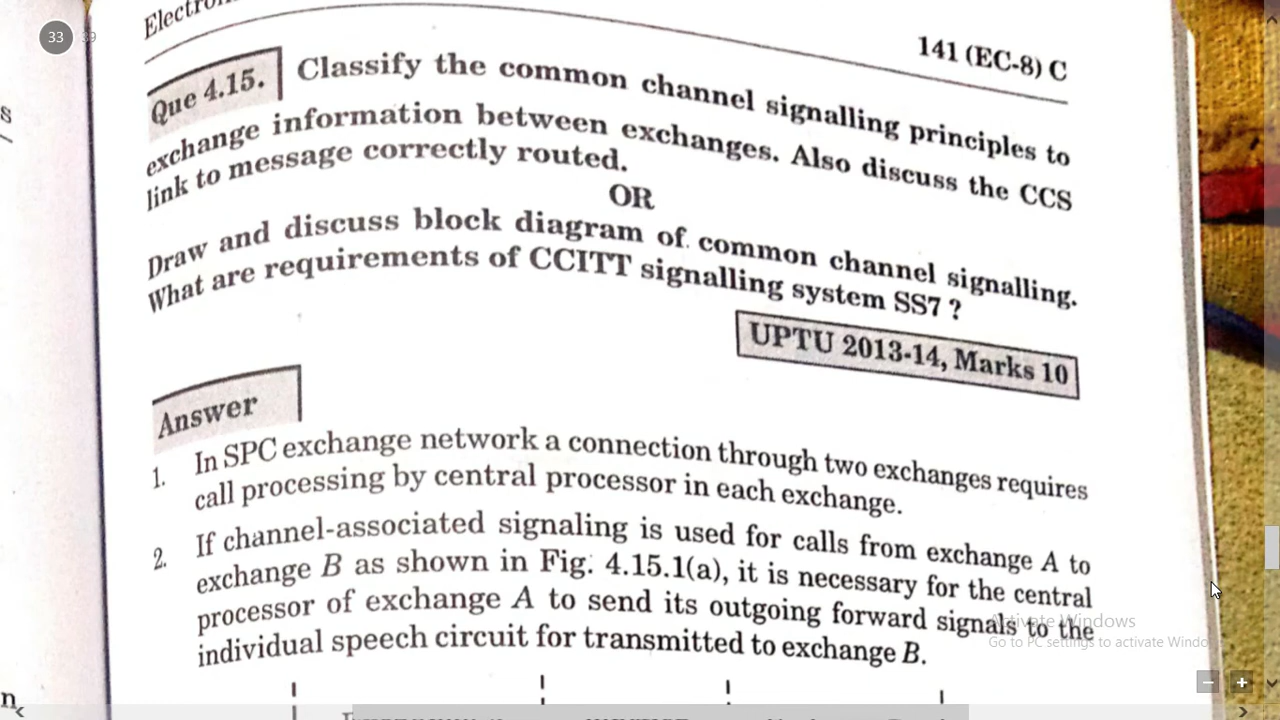 33 39
141 (EC-8) C
Que 4.15. Classify the common channel signalling principles to
exchange information between exchanges. Also discuss the CCS
link to message correctly routed.
OR
Draw and discuss block diagram of common channel signalling.
What are requirements of CCITT signalling system SS7 ?
UPTU 2013-14, Marks 10
Answer
1. In SPC exchange network a connection through two exchanges requires
call processing by central processor in each exchange.
2. If channel-associated signaling is used for calls from exchange A to
exchange B as shown in Fig. 4.15.1(a), it is necessary for the central
processor of exchange A to send its outgoing forward signals to the
individual speech circuit for transmitted to exchange B.
Activate Windows
Go to PC settings to activate Windo